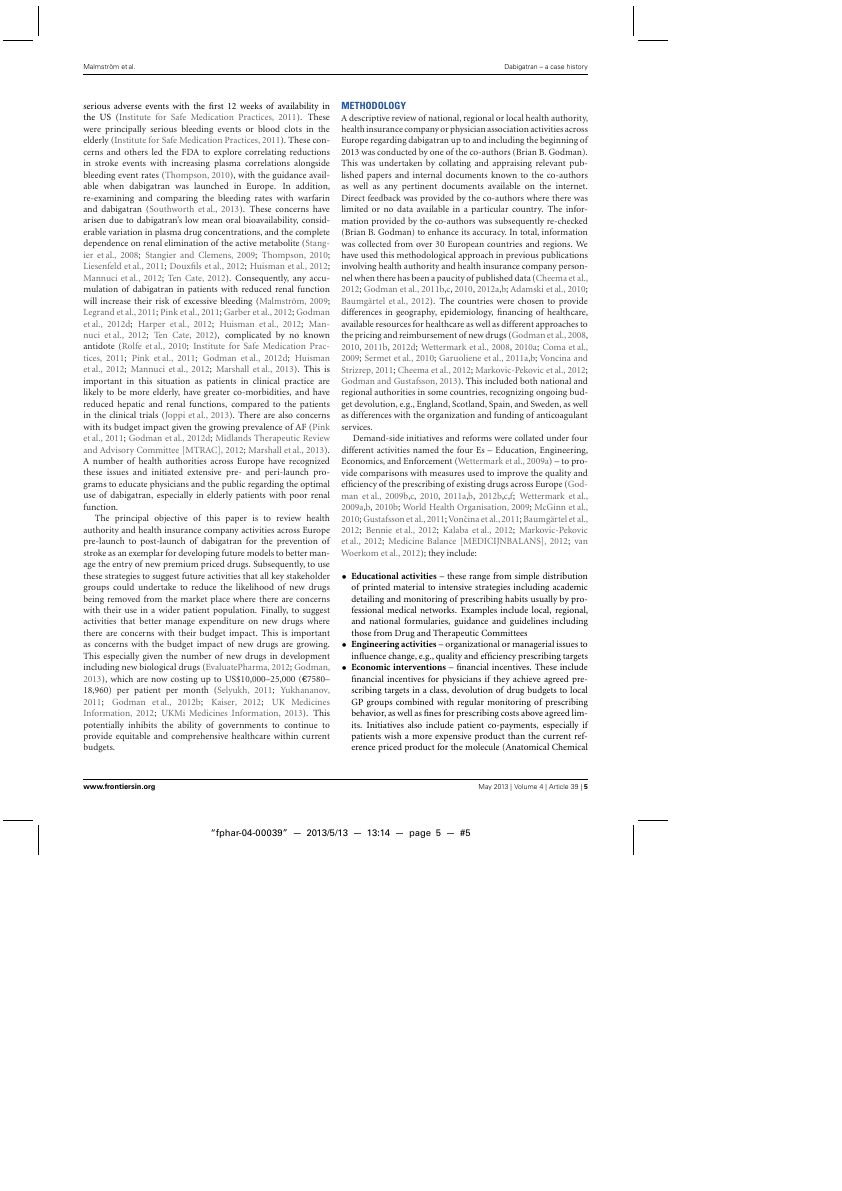 Malmström et al.
Dabigatran – a case history
serious adverse events with the first 12 weeks of availability in
the US (Institute for Safe Medication Practices, 2011). These
were principally serious bleeding events or blood clots in the
elderly (Institute for Safe Medication Practices, 2011). These con-
cerns and others led the FDA to explore correlating reductions
in stroke events with increasing plasma correlations alongside
bleeding event rates (Thompson, 2010), with the guidance avail-
able when dabigatran was launched in Europe. In addition,
re-examining and comparing the bleeding rates with warfarin
and dabigatran (Southworth et al., 2013). These concerns have
arisen due to dabigatran's low mean oral bioavailability, consid-
erable variation in plasma drug concentrations, and the complete
dependence on renal elimination of the active metabolite (Stang-
ier et al., 2008; Stangier and Clemens, 2009; Thompson, 2010;
Liesenfeld et al., 2011; Douxfils et al., 2012; Huisman et al., 2012;
Mannucci et al., 2012; Ten Cate, 2012). Consequently, any accu-
mulation of dabigatran in patients with reduced renal function
will increase their risk of excessive bleeding (Malmström, 2009;
Legrand et al., 2011; Pink et al., 2011; Garber et al., 2012; Godman
et al., 2012d; Harper et al., 2012; Huisman et al., 2012; Man-
nuci et al., 2012; Ten Cate, 2012), complicated by no known
antidote (Rolfe et al., 2010; Institute for Safe Medication Prac-
tices, 2011; Pink et al., 2011; Godman et al., 2012d; Huisman
et al., 2012; Mannucci et al., 2012; Marshall et al., 2013). This is
important in this situation as patients in clinical practice are
likely to be more elderly, have greater co-morbidities, and have
reduced hepatic and renal functions, compared to the patients
in the clinical trials (Joppi et al., 2013). There are also concerns
with its budget impact given the growing prevalence of AF (Pink
et al., 2011; Godman et al., 2012d; Midlands Therapeutic Review
and Advisory Committee [MTRAC], 2012; Marshall et al., 2013).
A number of health authorities across Europe have recognized
these issues and initiated extensive pre- and peri-launch pro-
grams to educate physicians and the public regarding the optimal
use of dabigatran, especially in elderly patients with poor renal
function.
The principal objective of this paper is to review health
authority and health insurance company activities across Europe
pre-launch to post-launch of dabigatran for the prevention of
stroke as an exemplar for developing future models to better man-
age the entry of new premium priced drugs. Subsequently, to use
these strategies to suggest future activities that all key stakeholder
groups could undertake to reduce the likelihood of new drugs
being removed from the market place where there are concerns
with their use in a wider patient population. Finally, to suggest
activities that better manage expenditure on new drugs where
there are concerns with their budget impact. This is important
as concerns with the budget impact of new drugs are growing.
This especially given the number of new drugs in development
including new biological drugs (EvaluatePharma, 2012; Godman,
2013), which are now costing up to US$10,000–25,000 (€7580–
18,960) per patient per month (Selyukh, 2011; Yukhananov,
2011; Godman et al., 2012b; Kaiser, 2012; UK Medicines
Information, 2012; UKMi Medicines Information, 2013). This
potentially inhibits the ability of governments to continue to
provide equitable and comprehensive healthcare within current
budgets.
METHODOLOGY
A descriptive review of national, regional or local health authority,
health insurance company or physician association activities across
Europe regarding dabigatran up to and including the beginning of
2013 was conducted by one of the co-authors (Brian B. Godman).
This was undertaken by collating and appraising relevant pub-
lished papers and internal documents known to the co-authors
as well as any pertinent documents available on the internet.
Direct feedback was provided by the co-authors where there was
limited or no data available in a particular country. The infor-
mation provided by the co-authors was subsequently re-checked
(Brian B. Godman) to enhance its accuracy. In total, information
was collected from over 30 European countries and regions. We
have used this methodological approach in previous publications
involving health authority and health insurance company person-
nel when there has been a paucity of published data (Cheema et al.,
2012; Godman et al., 2011b,c, 2010, 2012a,b; Adamski et al., 2010;
Baumgärtel et al., 2012). The countries were chosen to provide
differences in geography, epidemiology, financing of healthcare,
available resources for healthcare as well as different approaches to
the pricing and reimbursement of new drugs (Godman et al., 2008,
2010, 2011b, 2012d; Wettermark et al., 2008, 2010a; Coma et al.,
2009; Sermet et al., 2010; Garuoliene et al., 2011a,b; Voncina and
Strizrep, 2011; Cheema et al., 2012; Markovic-Pekovic et al., 2012;
Godman and Gustafsson, 2013). This included both national and
regional authorities in some countries, recognizing ongoing bud-
get devolution, e.g., England, Scotland, Spain, and Sweden, as well
as differences with the organization and funding of anticoagulant
services.
Demand-side initiatives and reforms were collated under four
different activities named the four Es – Education, Engineering,
Economics, and Enforcement (Wettermark et al., 2009a) – to pro-
vide comparisons with measures used to improve the quality and
efficiency of the prescribing of existing drugs across Europe (God-
man et al., 2009b,c, 2010, 2011a,b, 2012b,c,f; Wettermark et al.,
2009a,b, 2010b; World Health Organisation, 2009; McGinn et al.,
2010; Gustafsson et al., 2011; Vončina et al., 2011; Baumgärtel et al.,
2012; Bennie et al., 2012; Kalaba et al., 2012; Markovic-Pekovic
et al., 2012; Medicine Balance [MEDICIJNBALANS], 2012; van
Woerkom et al., 2012); they include:
• Educational activities – these range from simple distribution
of printed material to intensive strategies including academic
detailing and monitoring of prescribing habits usually by pro-
fessional medical networks. Examples include local, regional,
and national formularies, guidance and guidelines including
those from Drug and Therapeutic Committees
• Engineering activities – organizational or managerial issues to
influence change, e.g., quality and efficiency prescribing targets
• Economic interventions – financial incentives. These include
financial incentives for physicians if they achieve agreed pre-
scribing targets in a class, devolution of drug budgets to local
GP groups combined with regular monitoring of prescribing
behavior, as well as fines for prescribing costs above agreed lim-
its. Initiatives also include patient co-payments, especially if
patients wish a more expensive product than the current ref-
erence priced product for the molecule (Anatomical Chemical
www.frontiersin.org
May 2013 | Volume 4 | Article 39 | 5
"fphar-04-00039" — 2013/5/13 — 13:14 — page 5 — #5